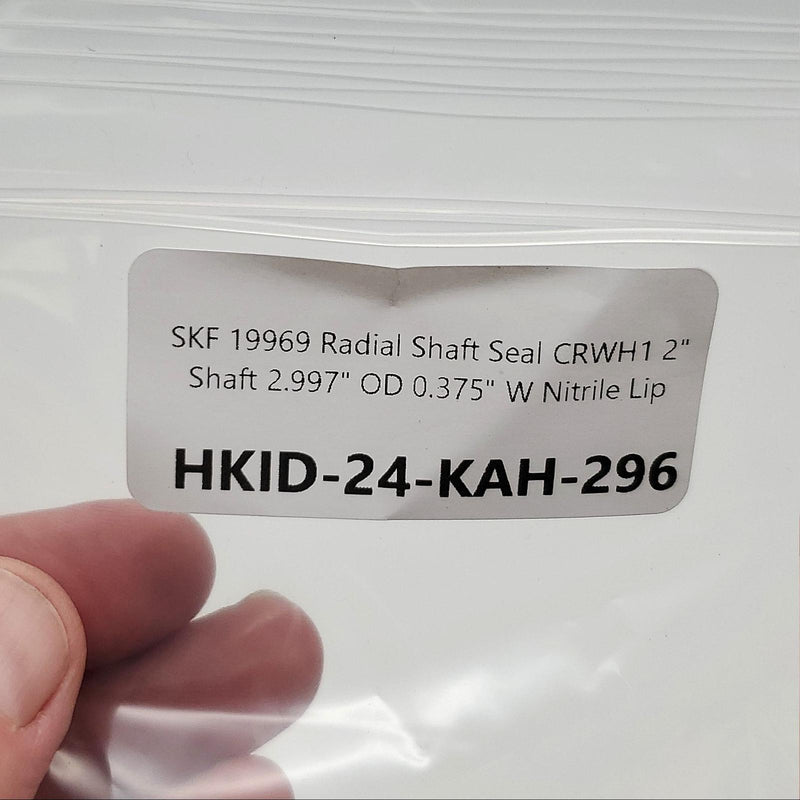 SKF 19969 Radial Shaft Seal CRWH1 2"
Shaft 2.997" OD 0.375" W Nitrile Lip
HKID-24-KAH-296